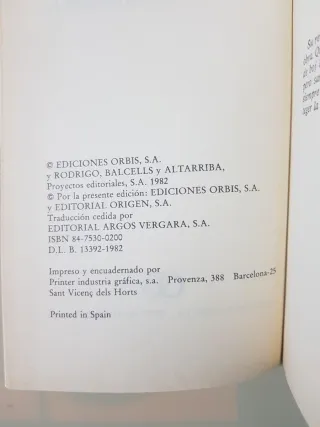 © EDICIONES ORBIS, S.A.
y RODRIGO, BALCELLS y ALTARRIBA,
Proyectos editoriales, S.A. 1982
© Por la presente edición: EDICIONES ORBIS, S.A.
y EDITORIAL ORIGEN, S.A.
Traducción cedida por
EDITORIAL ARGOS VERGARA, S.A.
ISBN 84-7530-0200
D. L. B. 13392-1982
Impreso y encuadernado por
Printer industria gráfica, s.a. Provenza, 388 Barcelona-25
Sant Vicenç dels Horts
Printed in Spain
obra.
siempre